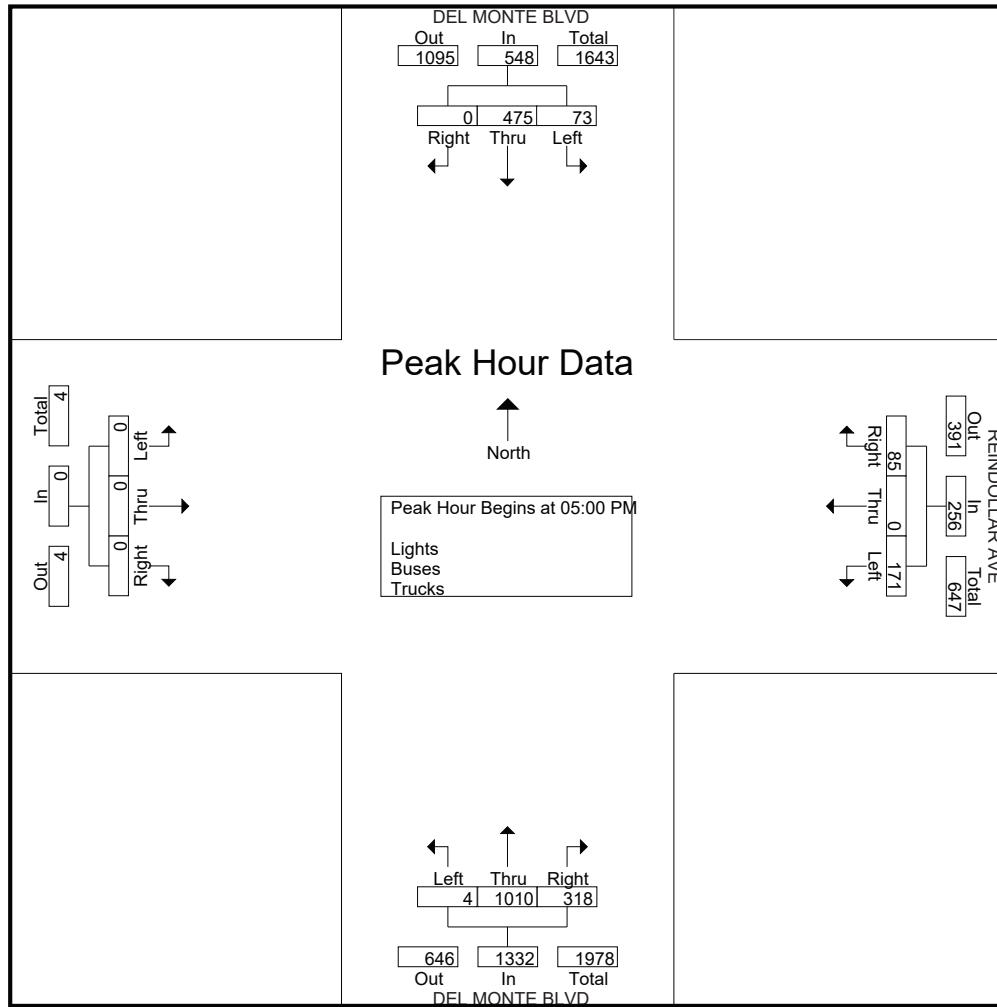 DEL MONTE BLVD
Out In Total
1095 548 1643
0 475 73
Right Thru Left
Peak Hour Data
North
Peak Hour Begins at 05:00 PM
Lights
Buses
Trucks
Total In Out
4 0 4
0 0 0
Left Thru Right
REINDOLLAR AVE
Out In Total
391 256 647
85 0 171
Right Thru Left
Left Thru Right
4 1010 318
646 1332 1978
Out In Total
DEL MONTE BLVD